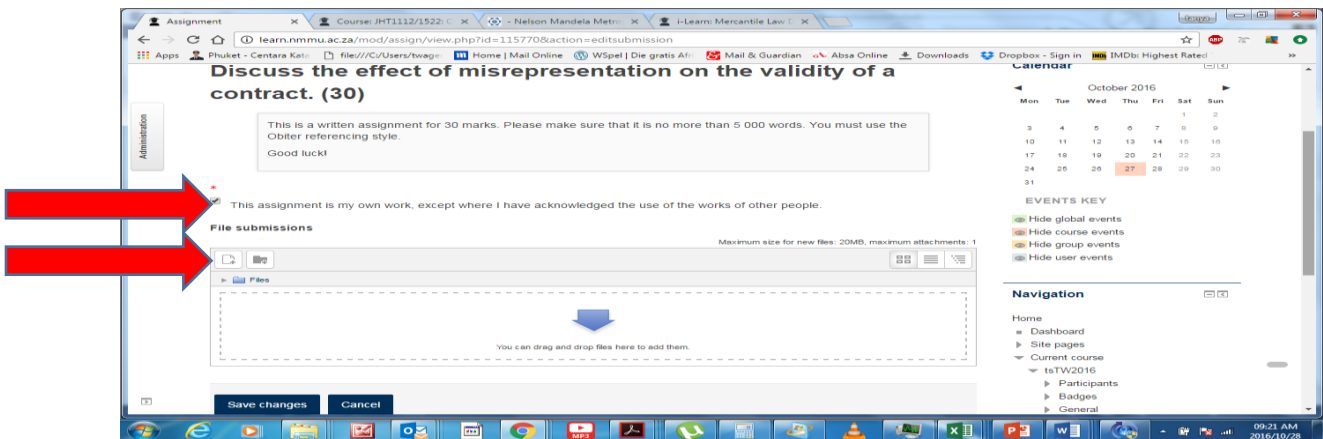 Assignment
Course: JHT1112/1522: C
- Nelson Mandela Metro
i-Learn: Mercantile Law D
learn.nmmu.ac.za/mod/assign/view.php?id=115770&action=editsubmission
Apps
Phuket - Centara Kata
file:///C:/Users/twage
Home | Mail Online
WSpel | Die gratis Afr
Mail & Guardian
Absa Online
Downloads
Dropbox - Sign in
IMDb: Highest Rated
Administration
Discuss the effect of misrepresentation on the validity of a
contract. (30)
This is a written assignment for 30 marks. Please make sure that it is no more than 5 000 words. You must use the
Obiter referencing style.
Good luck!
*
This assignment is my own work, except where I have acknowledged the use of the works of other people.
File submissions
Maximum size for new files: 20MB, maximum attachments: 1
Files
You can drag and drop files here to add them.
Save changes
Cancel
Calendar
October 2016
Mon Tue Wed Thu Fri Sat Sun
1 2
3 4 5 6 7 8 9
10 11 12 13 14 15 16
17 18 19 20 21 22 23
24 25 26 27 28 29 30
31
EVENTS KEY
Hide global events
Hide course events
Hide group events
Hide user events
Navigation
Home
Dashboard
Site pages
Current course
tsTW2016
Participants
Badges
General
09:21 AM
2016/10/28